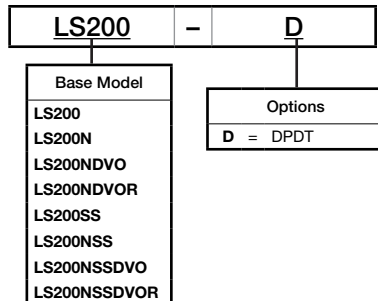 LS200 – D
Base Model
LS200
LS200N
LS200NDVO
LS200NDVOR
LS200SS
LS200NSS
LS200NSSDVO
LS200NSSDVOR
Options
D = DPDT